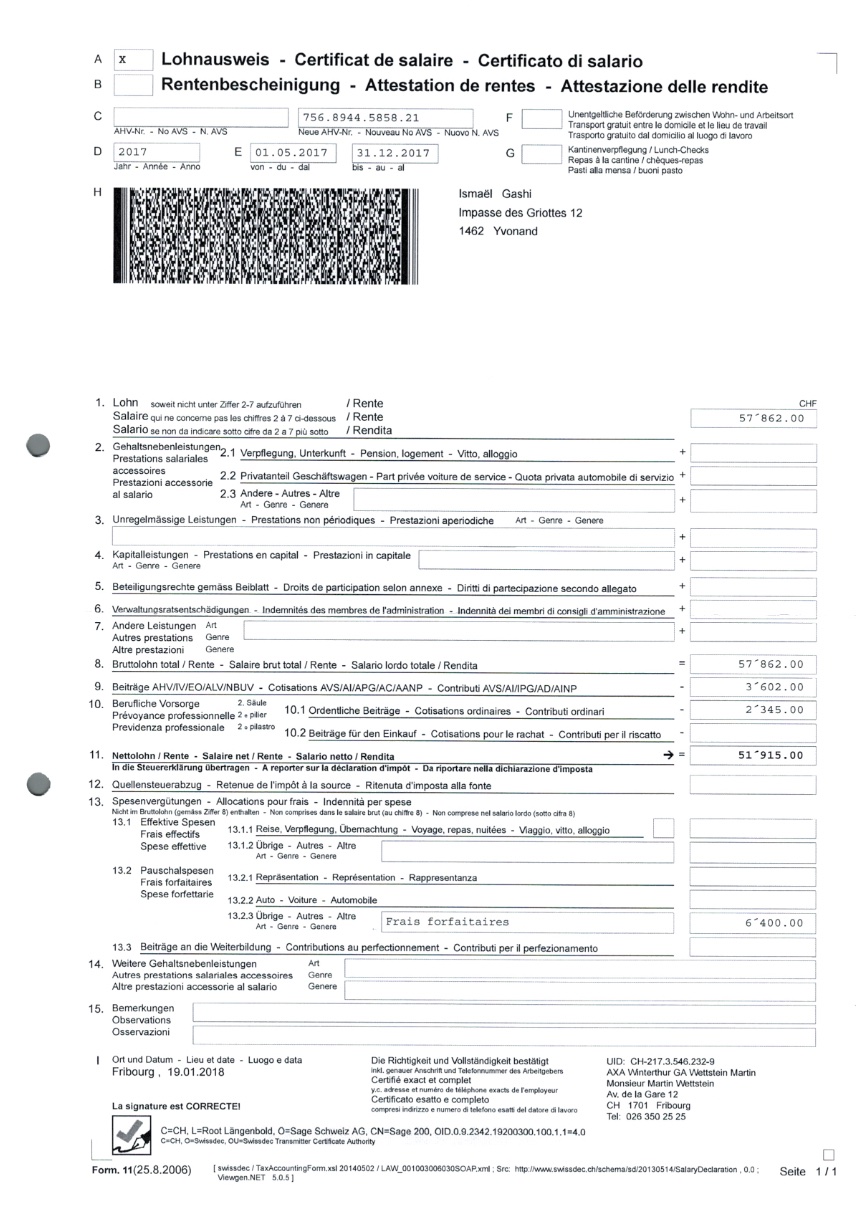 A X Lohnausweis - Certificat de salaire - Certificato di salario
B Rentenbescheinigung - Attestation de rentes - Attestazione delle rendite
C 756.8944.5858.21 F Unentgeltliche Beförderung zwischen Wohn- und Arbeitsort
Transport gratuit entre le domicile et le lieu de travail
AHV-Nr. - No AVS - N. AVS Neue AHV-Nr. - Nouveau No AVS - Nuovo N. AVS Trasporto gratuito dal domicilio al luogo di lavoro
D 2017 E 01.05.2017 31.12.2017 G Kantinenverpflegung / Lunch-Checks
Repas à la cantine / chèques-repas
Jahr - Année - Anno von - du - dal bis - au - al Pasti alla mensa / buoni pasto
H Ismaël Gashi
Impasse des Griottes 12
1462 Yvonand
1. Lohn soweit nicht unter Ziffer 2-7 aufzuführen / Rente CHF
Salaire qui ne concerne pas les chiffres 2 à 7 ci-dessous / Rente 57´862.00
Salario se non da indicare sotto cifre da 2 a 7 più sotto / Rendita
2. Gehaltsnebenleistungen 2.1 Verpflegung, Unterkunft - Pension, logement - Vitto, alloggio +
Prestations salariales
accessoires 2.2 Privatanteil Geschäftswagen - Part privée voiture de service - Quota privata automobile di servizio +
Prestazioni accessorie
al salario 2.3 Andere - Autres - Altre +
Art - Genre - Genere
3. Unregelmässige Leistungen - Prestations non périodiques - Prestazioni aperiodiche Art - Genre - Genere
+
4. Kapitalleistungen - Prestations en capital - Prestazioni in capitale +
Art - Genre - Genere
5. Beteiligungsrechte gemäss Beiblatt - Droits de participation selon annexe - Diritti di partecipazione secondo allegato +
6. Verwaltungsratsentschädigungen - Indemnités des membres de l'administration - Indennità dei membri di consigli d'amministrazione +
7. Andere Leistungen Art
Autres prestations Genre +
Altre prestazioni Genere
8. Bruttolohn total / Rente - Salaire brut total / Rente - Salario lordo totale / Rendita = 57´862.00
9. Beiträge AHV/IV/EO/ALV/NBUV - Cotisations AVS/AI/APG/AC/AANP - Contributi AVS/AI/IPG/AD/AINP - 3´602.00
10. Berufliche Vorsorge 2. Säule 10.1 Ordentliche Beiträge - Cotisations ordinaires - Contributi ordinari - 2´345.00
Prévoyance professionnelle 2 e pilier
Previdenza professionale 2 o pilastro 10.2 Beiträge für den Einkauf - Cotisations pour le rachat - Contributi per il riscatto -
11. Nettolohn / Rente - Salaire net / Rente - Salario netto / Rendita → = 51´915.00
In die Steuererklärung übertragen - A reporter sur la déclaration d'impôt - Da riportare nella dichiarazione d'imposta
12. Quellensteuerabzug - Retenue de l'impôt à la source - Ritenuta d'imposta alla fonte
13. Spesenvergütungen - Allocations pour frais - Indennità per spese
Nicht im Bruttolohn (gemäss Ziffer 8) enthalten - Non comprises dans le salaire brut (au chiffre 8) - Non comprese nel salario lordo (sotto cifra 8)
13.1 Effektive Spesen 13.1.1 Reise, Verpflegung, Übernachtung - Voyage, repas, nuitées - Viaggio, vitto, alloggio
Frais effectifs
Spese effettive 13.1.2 Übrige - Autres - Altre
Art - Genre - Genere
13.2 Pauschalspesen 13.2.1 Repräsentation - Représentation - Rappresentanza
Frais forfaitaires
Spese forfettarie 13.2.2 Auto - Voiture - Automobile
13.2.3 Übrige - Autres - Altre Frais forfaitaires 6´400.00
Art - Genre - Genere
13.3 Beiträge an die Weiterbildung - Contributions au perfectionnement - Contributi per il perfezionamento
14. Weitere Gehaltsnebenleistungen Art
Autres prestations salariales accessoires Genre
Altre prestazioni accessorie al salario Genere
15. Bemerkungen
Observations
Osservazioni
I Ort und Datum - Lieu et date - Luogo e data
Fribourg , 19.01.2018
La signature est CORRECTE!
Die Richtigkeit und Vollständigkeit bestätigt
inkl. genauer Anschrift und Telefonnummer des Arbeitgebers
Certifié exact et complet
y.c. adresse et numéro de téléphone exacts de l'employeur
Certificato esatto e completo
compresi indirizzo e numero di telefono esatti del datore di lavoro
UID: CH-217.3.546.232-9
AXA Winterthur GA Wettstein Martin
Monsieur Martin Wettstein
Av. de la Gare 12
CH 1701 Fribourg
Tel: 026 350 25 25
C=CH, L=Root Längenbold, O=Sage Schweiz AG, CN=Sage 200, OID.0.9.2342.19200300.100.1.1=4.0
C=CH, O=Swissdec, OU=Swissdec Transmitter Certificate Authority
Form. 11(25.8.2006) [ swissdec / TaxAccountingForm.xsl 20140502 / LAW_001003006030SOAP.xml ; Src: http://www.swissdec.ch/schema/sd/20130514/SalaryDeclaration , 0.0 ; Seite 1 / 1
Viewgen.NET 5.0.5 ]